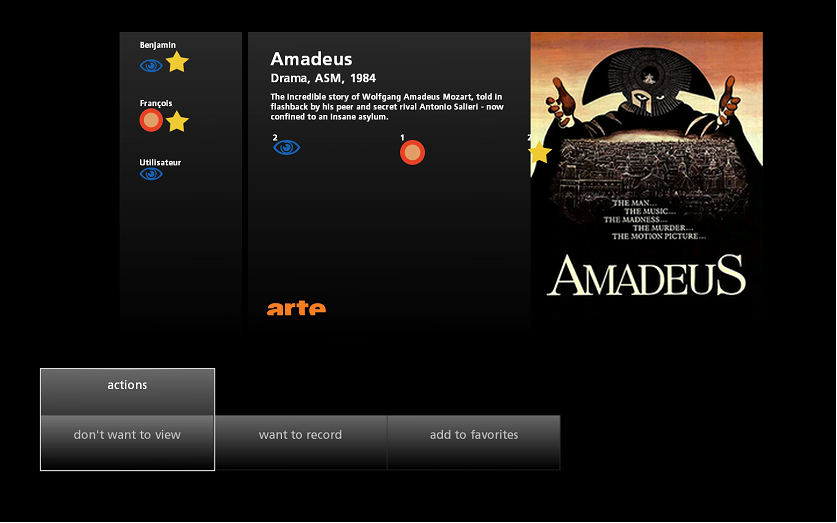 Benjamin
François
Utilisateur
Amadeus
Drama, ASM, 1984
The incredible story of Wolfgang Amadeus Mozart, told in
flashback by his peer and secret rival Antonio Salieri - now
confined to an insane asylum.
2
1
2
arte
THE MAN...
THE MUSIC...
THE MADNESS...
THE MURDER...
THE MOTION PICTURE...
AMADEUS
actions
don't want to view
want to record
add to favorites